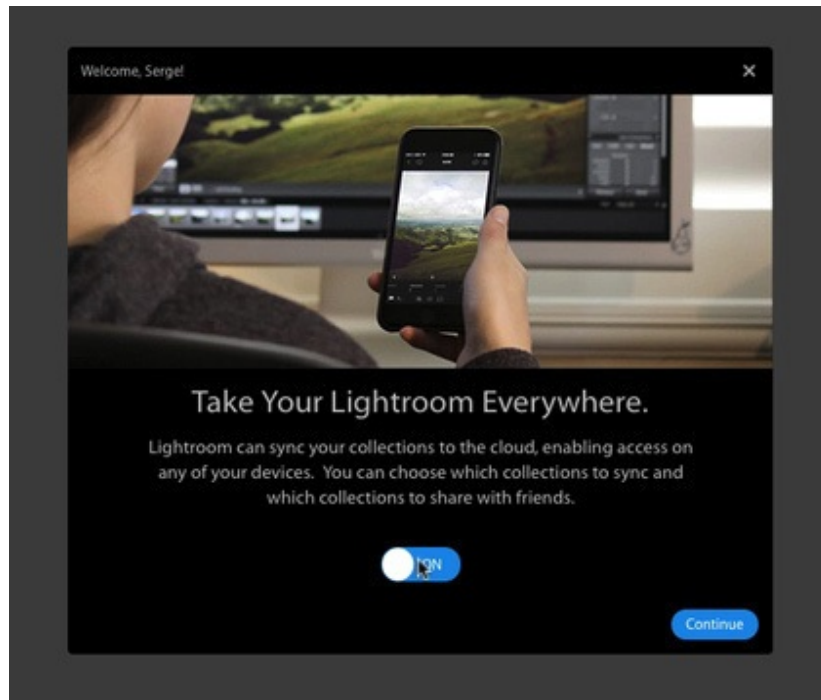 Welcome, Serge!
Take Your Lightroom Everywhere.
Lightroom can sync your collections to the cloud, enabling access on
any of your devices.  You can choose which collections to sync and
which collections to share with friends.
ON
Continue